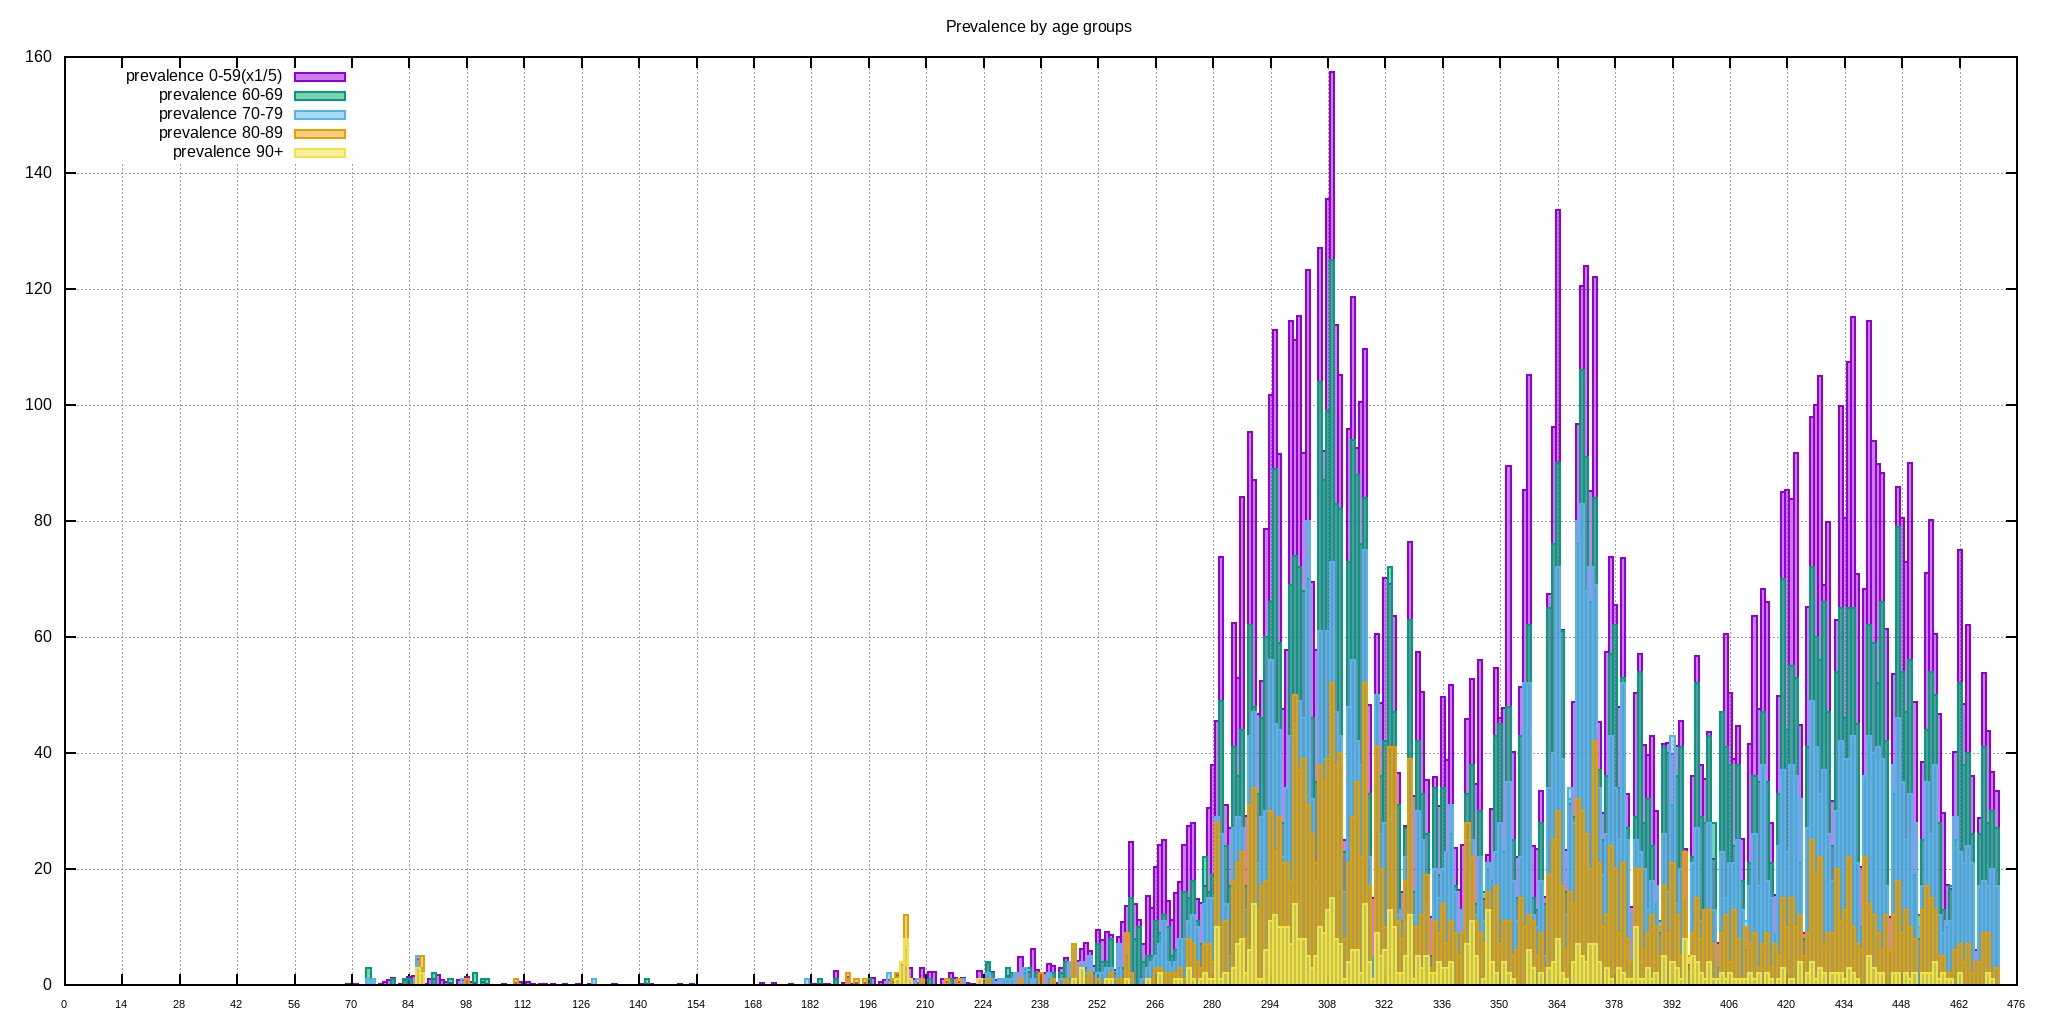 Prevalence by age groups
160
140
120
100
80
60
40
20
0
prevalence 0-59(x1/5)
prevalence 60-69
prevalence 70-79
prevalence 80-89
prevalence 90+
0 14 28 42 56 70 84 98 112 126 140 154 168 182 196 210 224 238 252 266 280 294 308 322 336 350 364 378 392 406 420 434 448 462 476